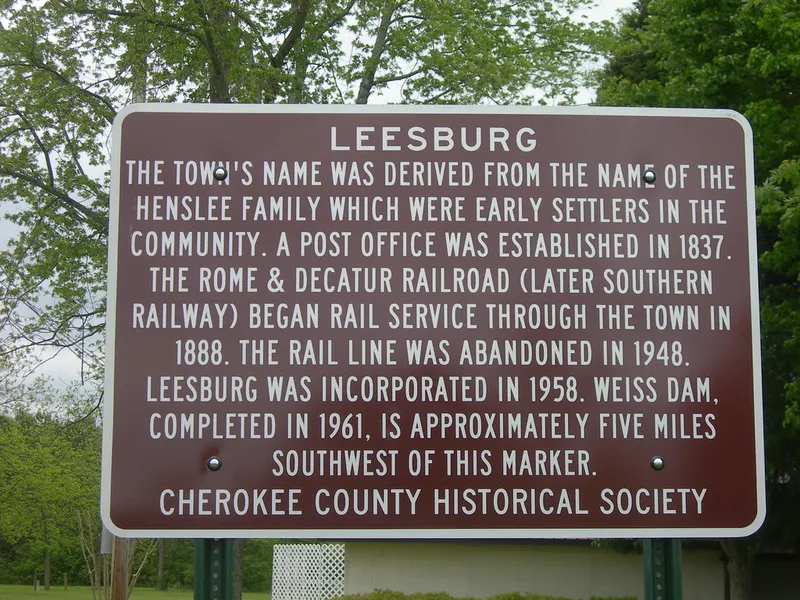 LEESBURG
THE TOWN'S NAME WAS DERIVED FROM THE NAME OF THE
HENSLEE FAMILY WHICH WERE EARLY SETTLERS IN THE
COMMUNITY. A POST OFFICE WAS ESTABLISHED IN 1837.
THE ROME & DECATUR RAILROAD (LATER SOUTHERN
RAILWAY) BEGAN RAIL SERVICE THROUGH THE TOWN IN
1888. THE RAIL LINE WAS ABANDONED IN 1948.
LEESBURG WAS INCORPORATED IN 1958. WEISS DAM,
COMPLETED IN 1961, IS APPROXIMATELY FIVE MILES
SOUTHWEST OF THIS MARKER.
CHEROKEE COUNTY HISTORICAL SOCIETY